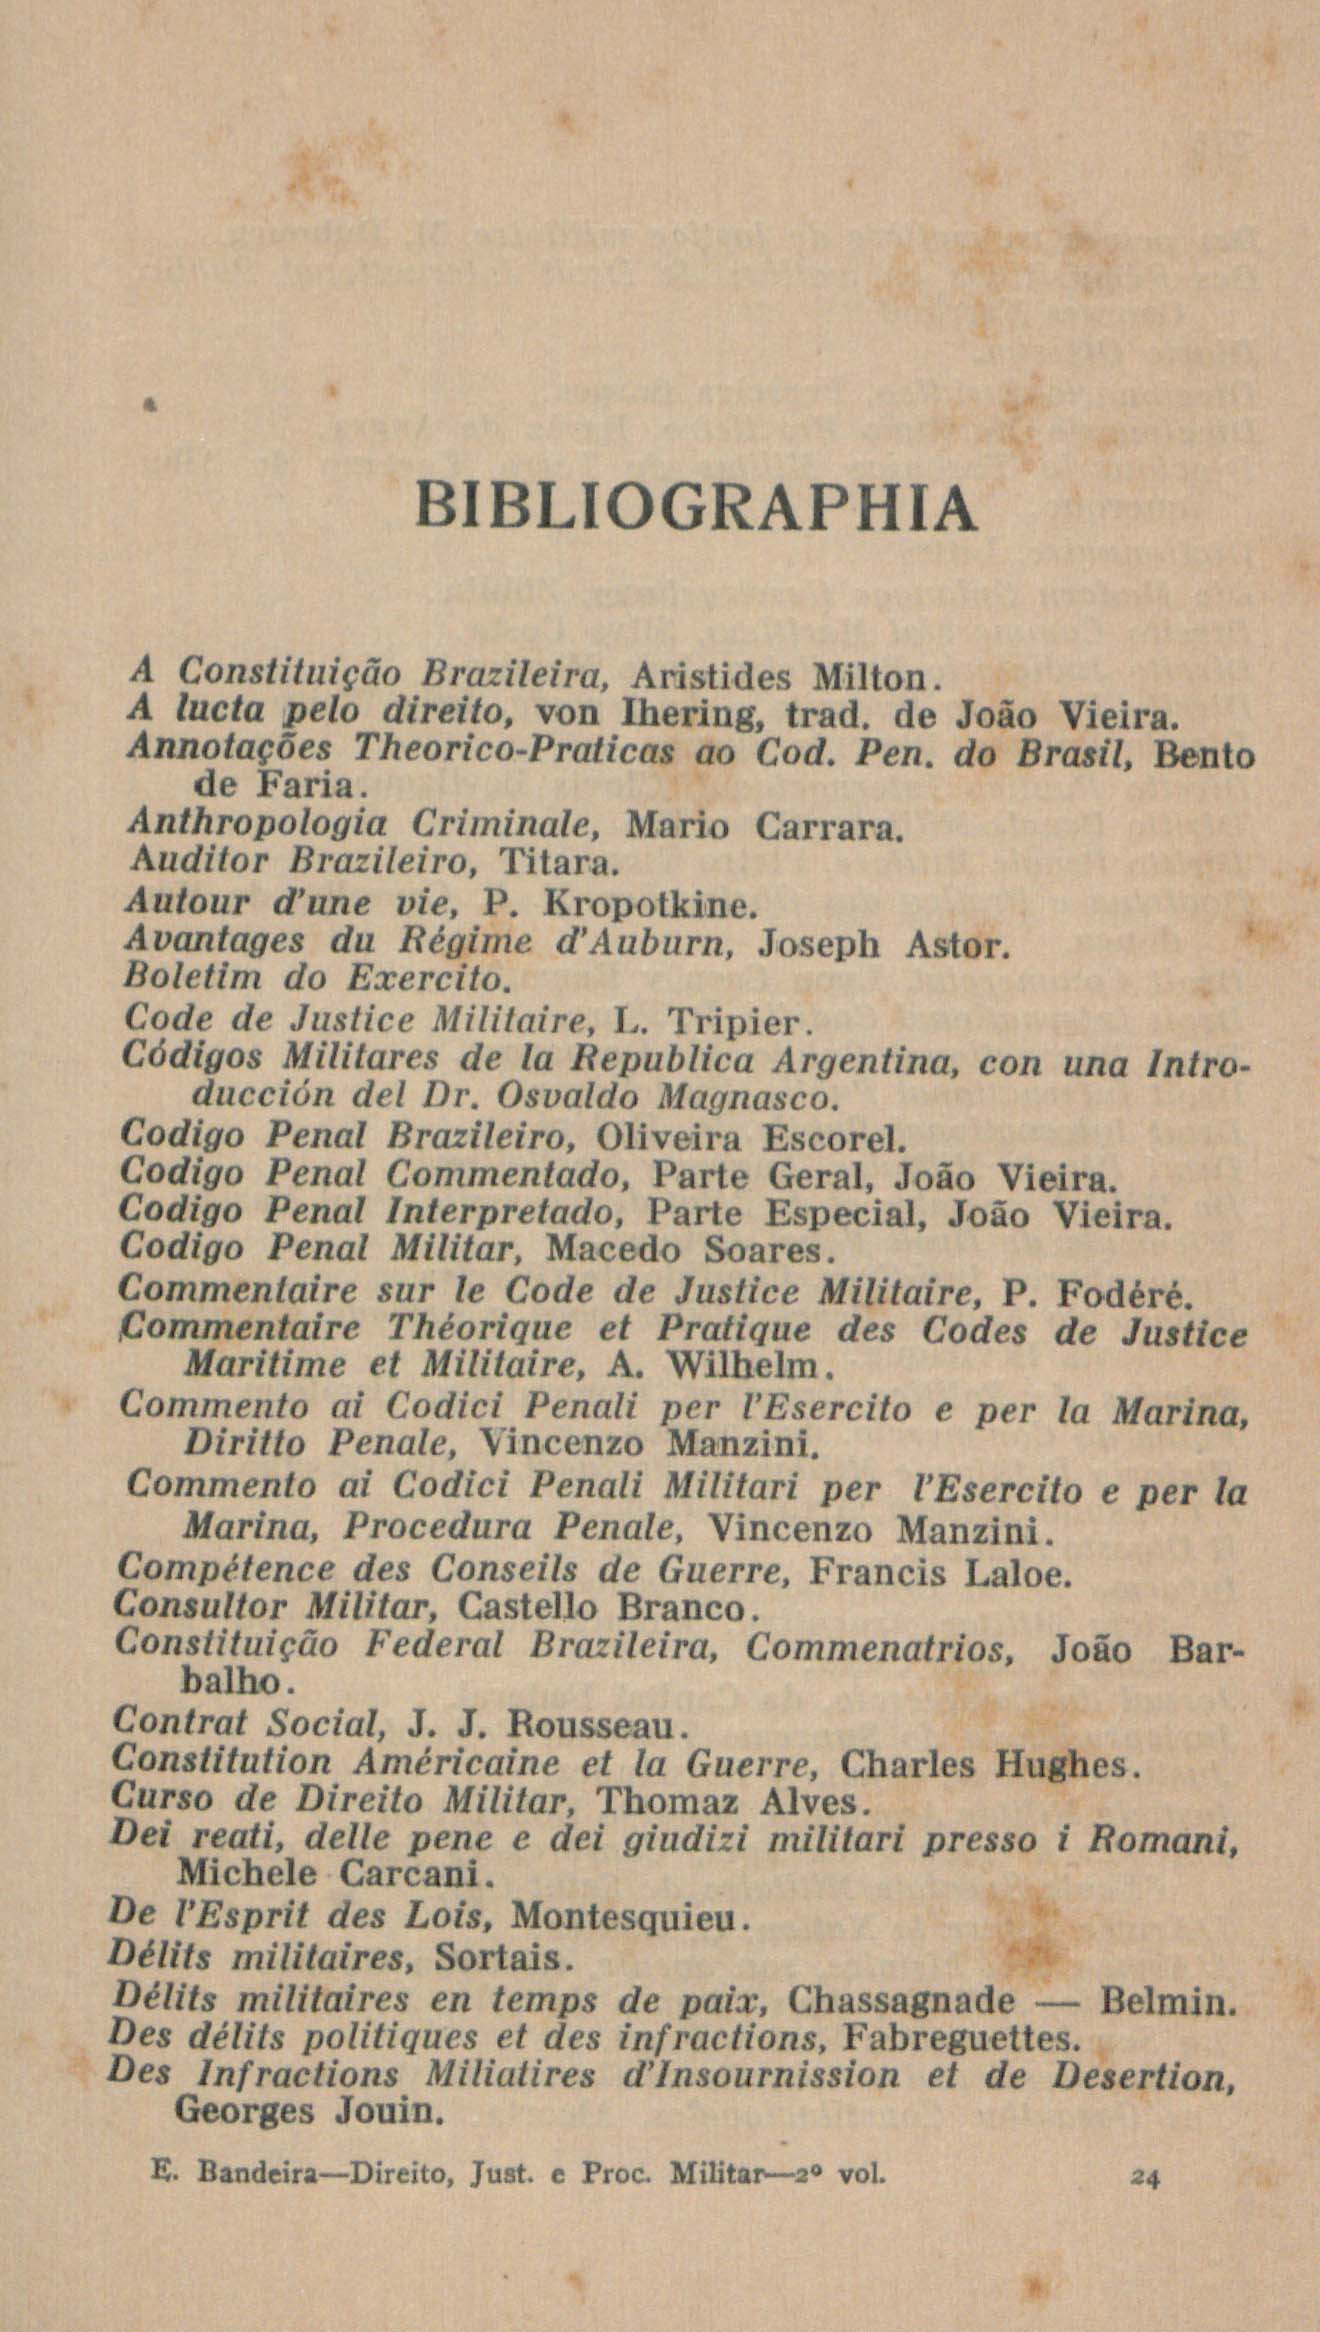 BIBLIOGRAPHIA
A Constituição Brazileira, Aristides Milton.
A lucta pelo direito, von Ihering, trad. de João Vieira.
Annotações Theorico-Praticas ao Cod. Pen. do Brasil, Bento
de Faria.
Anthropologia Criminale, Mario Carrara.
Auditor Brazileiro, Titara.
Autour d'une vie, P. Kropotkine.
Avantages du Régime d'Auburn, Joseph Astor.
Boletim do Exercito.
Code de Justice Militaire, L. Tripier.
Códigos Militares de la Republica Argentina, con una Intro-
ducción del Dr. Osvaldo Magnasco.
Codigo Penal Brazileiro, Oliveira Escorel.
Codigo Penal Commentado, Parte Geral, João Vieira.
Codigo Penal Interpretado, Parte Especial, João Vieira.
Codigo Penal Militar, Macedo Soares.
Commentaire sur le Code de Justice Militaire, P. Fodéré.
Commentaire Théorique et Pratique des Codes de Justice
Maritime et Militaire, A. Wilhelm.
Commento ai Codici Penali per l'Esercito e per la Marina,
Diritto Penale, Vincenzo Manzini.
Commento ai Codici Penali Militari per l'Esercito e per la
Marina, Procedura Penale, Vincenzo Manzini.
Compétence des Conseils de Guerre, Francis Laloe.
Consultor Militar, Castello Branco.
Constituição Federal Brazileira, Commenatrios, João Bar-
balho.
Contrat Social, J. J. Rousseau.
Constitution Américaine et la Guerre, Charles Hughes.
Curso de Direito Militar, Thomaz Alves.
Dei reati, delle pene e dei giudizi militari presso i Romani,
Michele Carcani.
De l'Esprit des Lois, Montesquieu.
Délits militaires, Sortais.
Délits militaires en temps de paix, Chassagnade — Belmin.
Des délits politiques et des infractions, Fabreguettes.
Des Infractions Miliatires d'Insournission et de Desertion,
Georges Jouin.
E. Bandeira—Direito, Just. e Proc. Militar—2º vol. 24